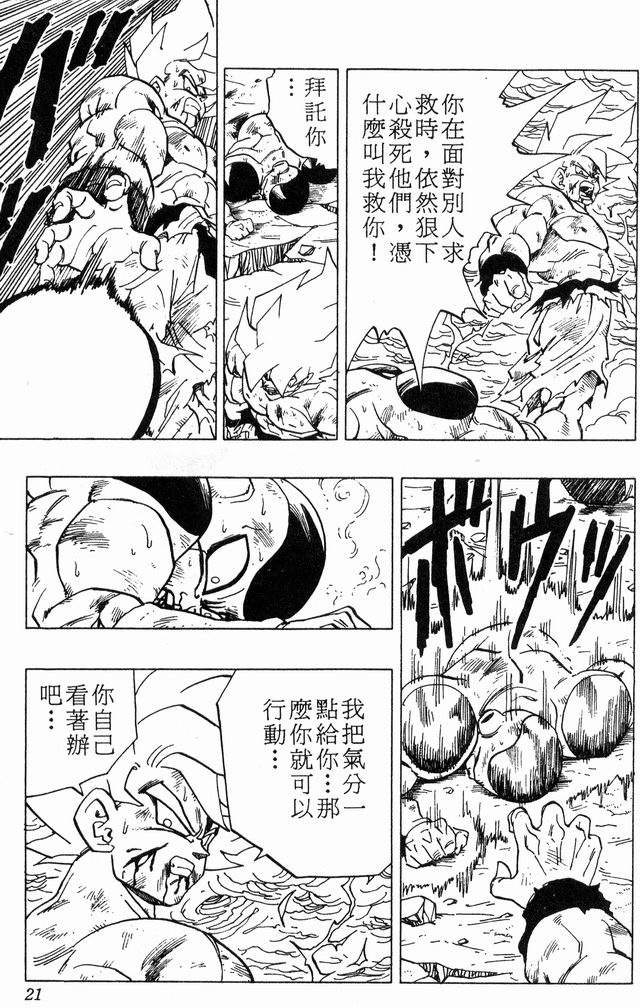 你在面對別人求
救時，依然狠下
心殺死他們，憑
什麼叫我救你！
拜託你
…
我把氣分一
點給你…那
麼你就可以
行動…
你自己
看著辦
吧…
21